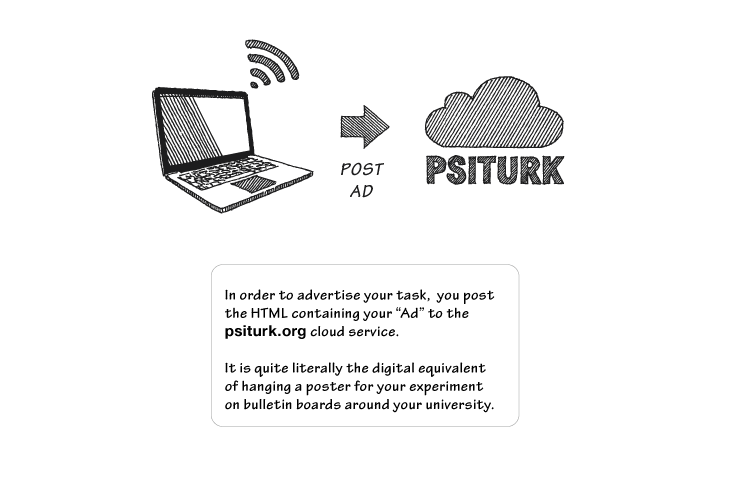 POST
AD
PSITURK
In order to advertise your task, you post
the HTML containing your “Ad” to the
psiturk.org cloud service.
It is quite literally the digital equivalent
of hanging a poster for your experiment
on bulletin boards around your university.